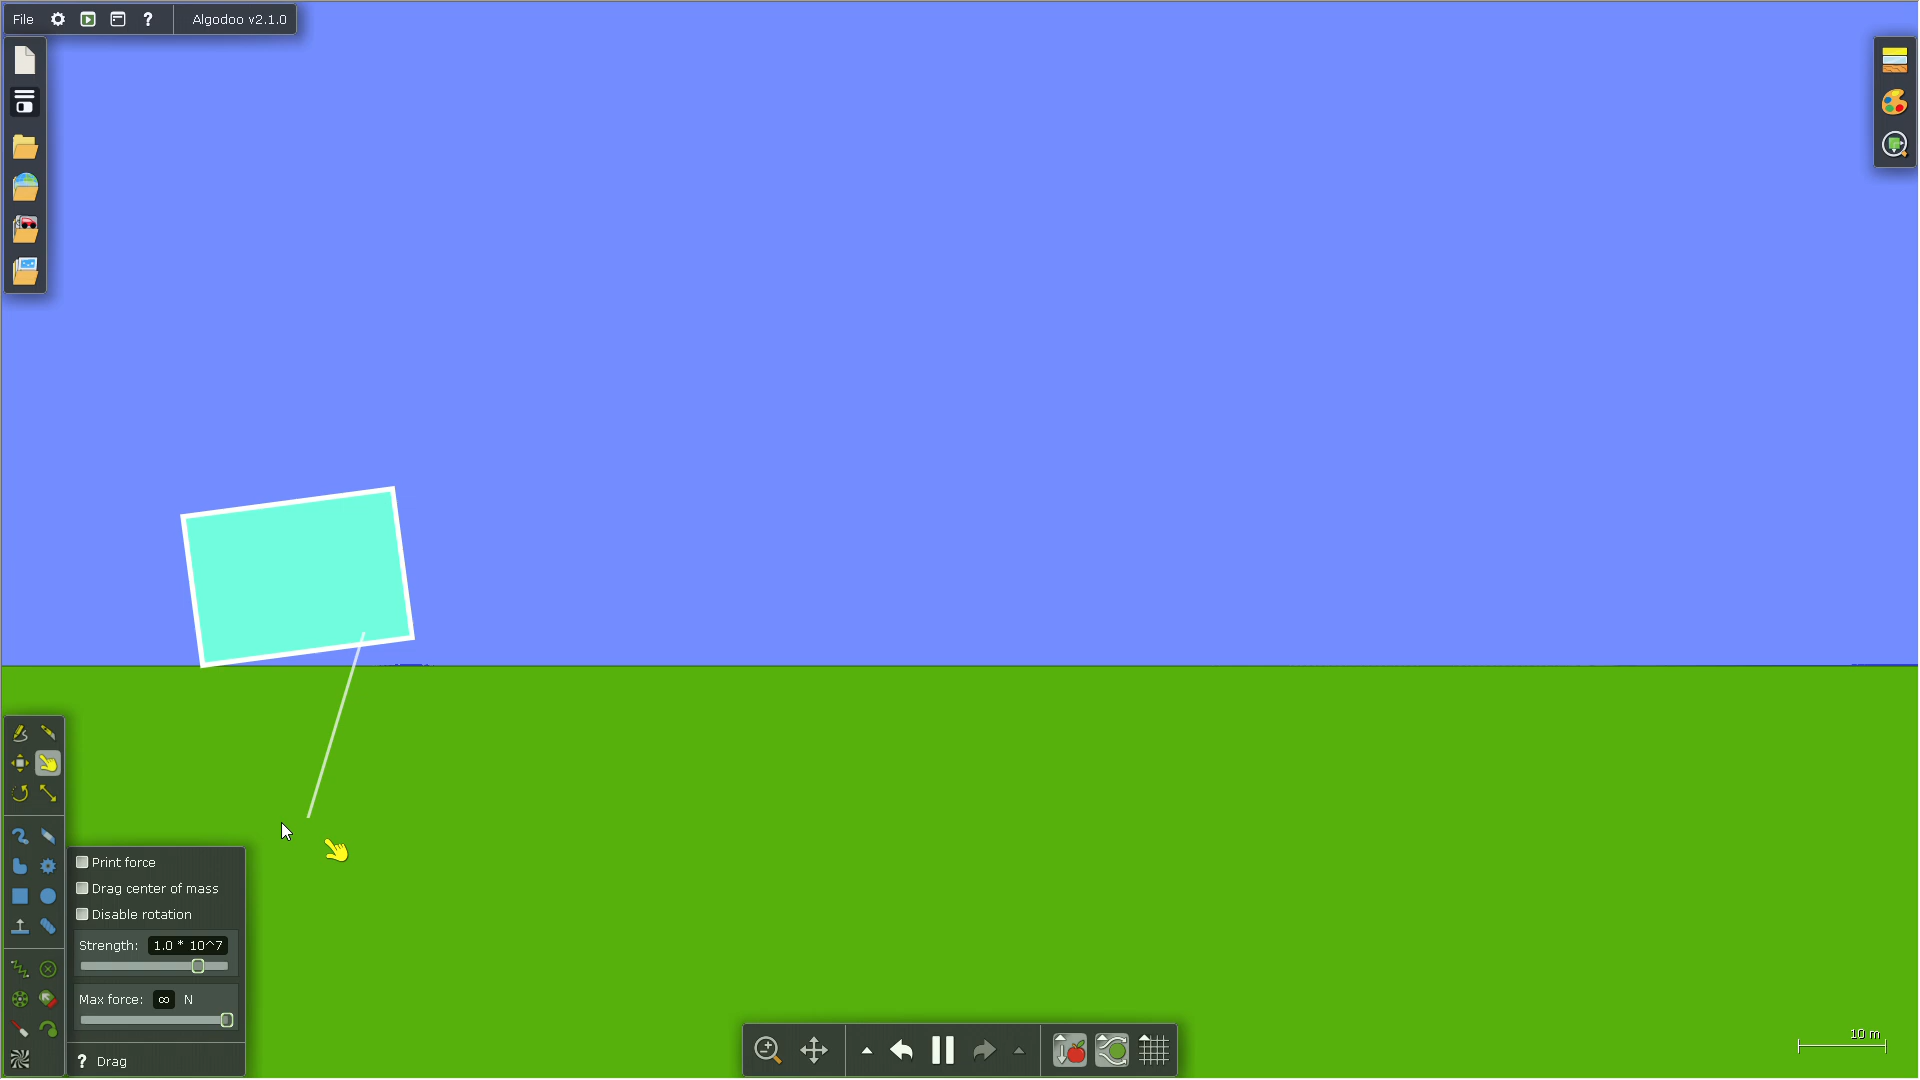 File ? Algodoo v2.1.0
Print force
Drag center of mass
Disable rotation
Strength: 1.0 * 10^7
Max force: ∞ N
? Drag
10 m